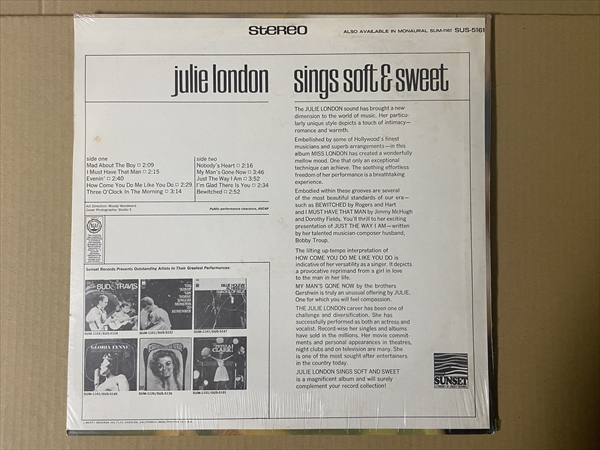 stereo
ALSO AVAILABLE IN MONAURAL SUM-1161 SUS-5161
julie london
sings soft & sweet
side one
Mad About The Boy □ 2:09
I Must Have That Man □ 2:15
Evenin' □ 2:40
How Come You Do Me Like You Do □ 2:29
Three O'Clock In The Morning □ 3:14
side two
Nobody's Heart □ 2:16
My Man's Gone Now □ 3:46
Just The Way I Am □ 3:52
I'm Glad There Is You □ 2:34
Bewitched □ 2:52
Art Direction: Woody Woodward
Cover Photography: Studio 5
Public performance clearance, ASCAP
The JULIE LONDON sound has brought a new
dimension to the world of music. Her particu-
larly unique style depicts a touch of intimacy—
romance and warmth.
Embellished by some of Hollywood's finest
musicians and superb arrangements—in this
album MISS LONDON has created a wonderfully
mellow mood. One that only an exceptional
technique can achieve. The soothing effortless
freedom of her performance is a breathtaking
experience.
Embodied within these grooves are several
of the most beautiful standards of our era—
such as BEWITCHED by Rogers and Hart
and I MUST HAVE THAT MAN by Jimmy McHugh
and Dorothy Fields. You'll thrill to her exciting
presentation of JUST THE WAY I AM—written
by her talented musician-composer husband,
Bobby Troup.
The lilting up-tempo interpretation of
HOW COME YOU DO ME LIKE YOU DO is
indicative of her versatility as a singer. It depicts
a provocative reprimand from a girl in love
to the man in her life.
MY MAN'S GONE NOW by the brothers
Gershwin is truly an unusual offering by JULIE.
One for which you will feel compassion.
THE JULIE LONDON career has been one of
challenge and diversification. She has
successfully performed as both an actress and
vocalist. Record-wise her singles and albums
have sold in the millions. Her movie commit-
ments and personal appearances in theatres,
night clubs and on television are many. She
is one of the most sought-after entertainers
in the country today.
JULIE LONDON SINGS SOFT AND SWEET
is a magnificent album and will surely
complement your record collection!
Sunset Records Presents Outstanding Artists in Their Greatest Performances:
BUD & TRAVIS
REMEMBER
BILLIE HOLIDAY
GLORIA LYNNE
SUNSET